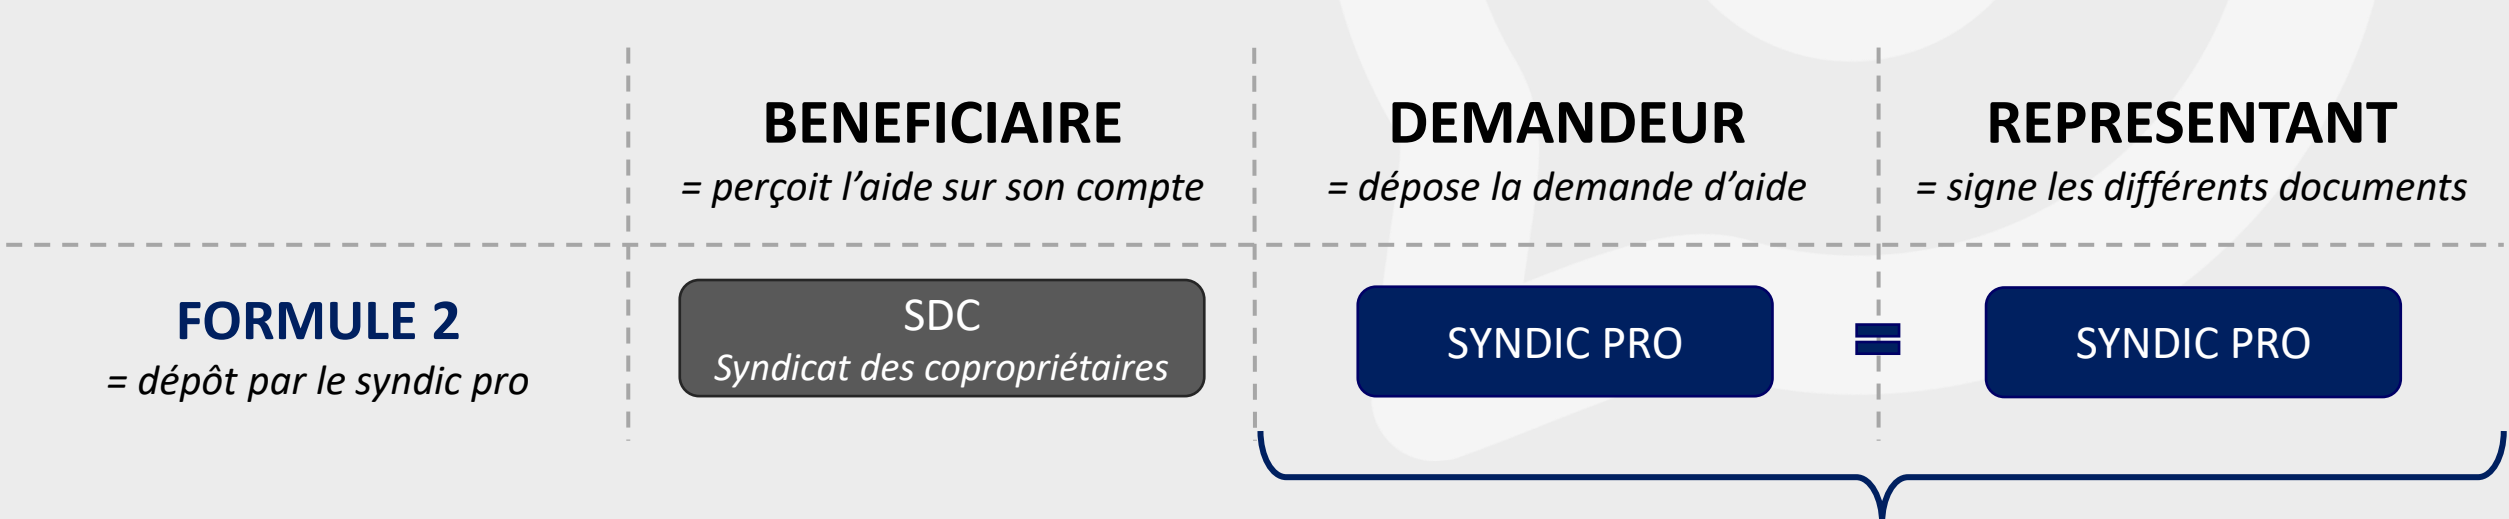 BENEFICIAIRE
= perçoit l’aide sur son compte
DEMANDEUR
= dépose la demande d’aide
REPRESENTANT
= signe les différents documents
FORMULE 2
= dépôt par le syndic pro
SDC
Syndicat des copropriétaires
SYNDIC PRO
=
SYNDIC PRO